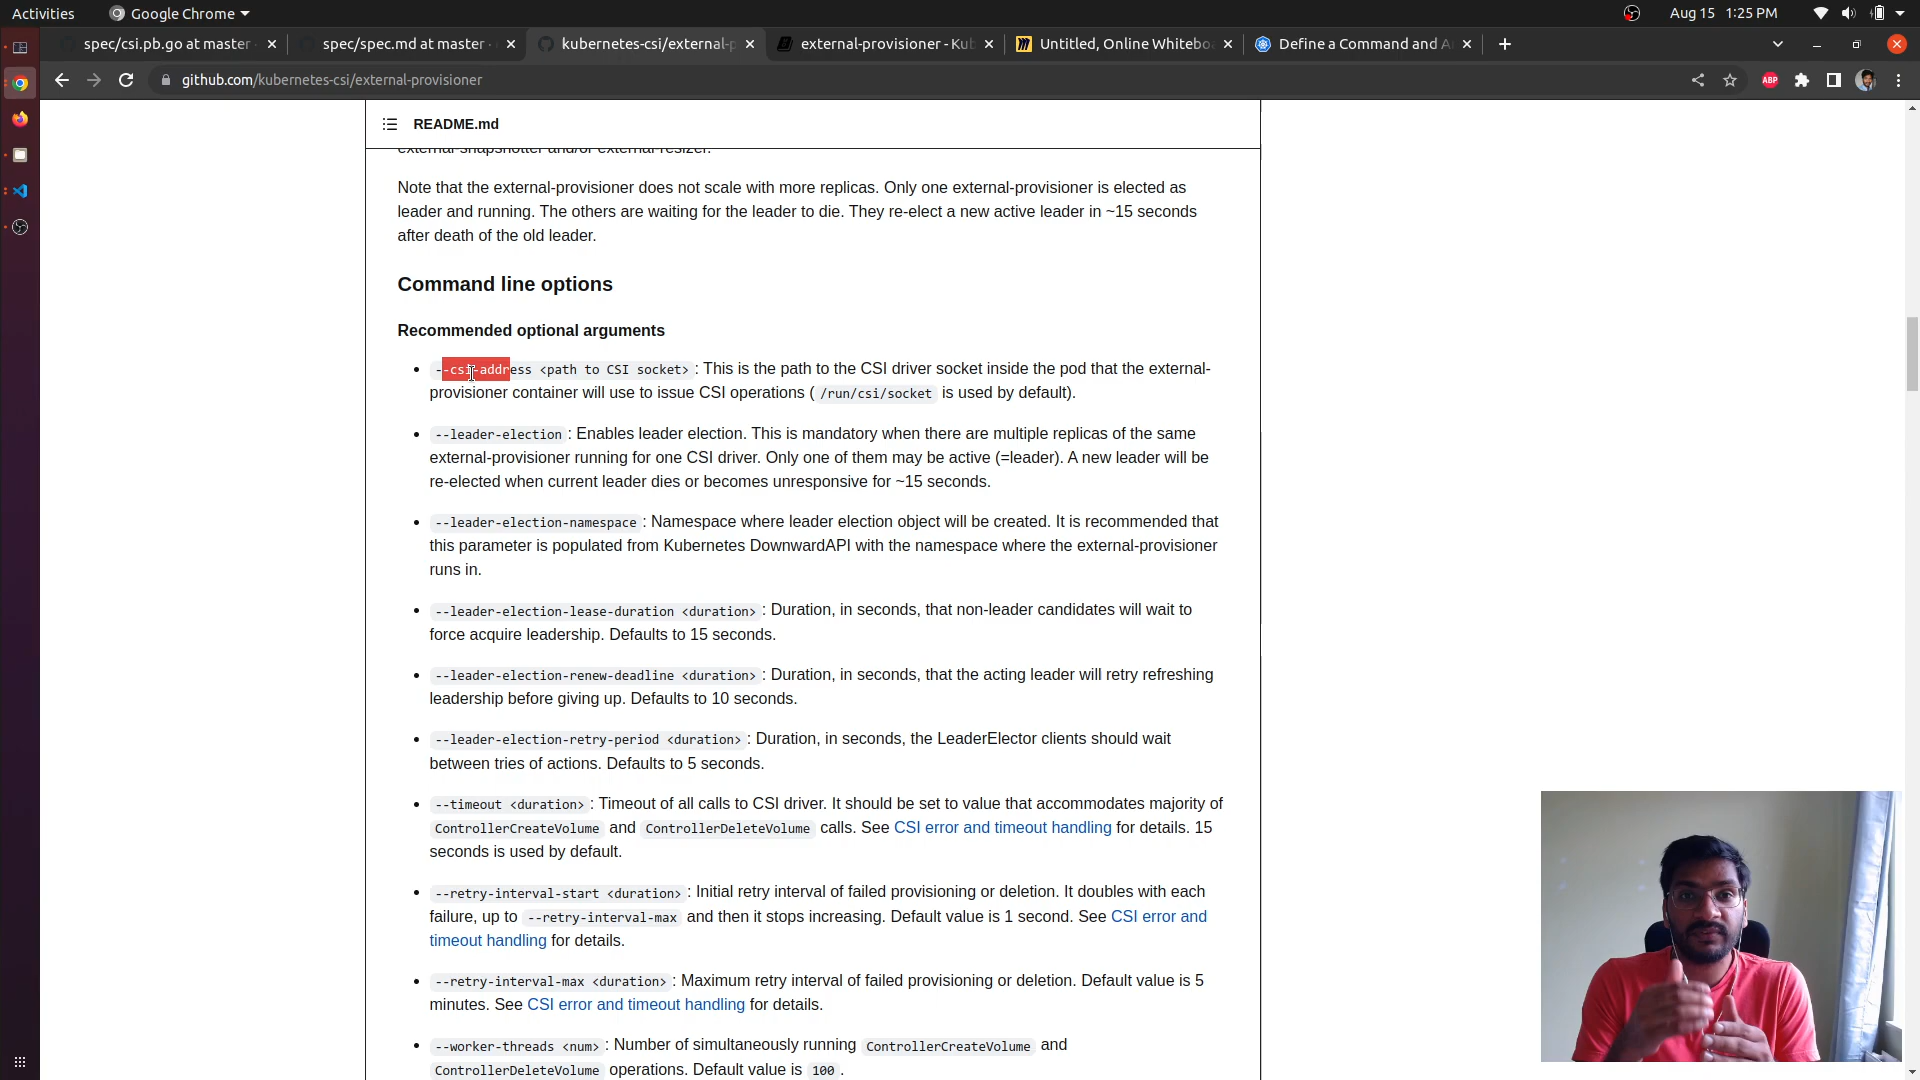 Activities
Google Chrome
Aug 15 1:25 PM
spec/csi.pb.go at master
spec/spec.md at master ·
kubernetes-csi/external-p
external-provisioner - Kub
Untitled, Online Whitebo
Define a Command and A
github.com/kubernetes-csi/external-provisioner
ABP
README.md
external-snapshotter and/or external-resizer.
Note that the external-provisioner does not scale with more replicas. Only one external-provisioner is elected as
leader and running. The others are waiting for the leader to die. They re-elect a new active leader in ~15 seconds
after death of the old leader.
Command line options
Recommended optional arguments
• --csi-address <path to CSI socket> : This is the path to the CSI driver socket inside the pod that the external-
provisioner container will use to issue CSI operations ( /run/csi/socket is used by default).
• --leader-election : Enables leader election. This is mandatory when there are multiple replicas of the same
external-provisioner running for one CSI driver. Only one of them may be active (=leader). A new leader will be
re-elected when current leader dies or becomes unresponsive for ~15 seconds.
• --leader-election-namespace : Namespace where leader election object will be created. It is recommended that
this parameter is populated from Kubernetes DownwardAPI with the namespace where the external-provisioner
runs in.
• --leader-election-lease-duration <duration> : Duration, in seconds, that non-leader candidates will wait to
force acquire leadership. Defaults to 15 seconds.
• --leader-election-renew-deadline <duration> : Duration, in seconds, that the acting leader will retry refreshing
leadership before giving up. Defaults to 10 seconds.
• --leader-election-retry-period <duration> : Duration, in seconds, the LeaderElector clients should wait
between tries of actions. Defaults to 5 seconds.
• --timeout <duration> : Timeout of all calls to CSI driver. It should be set to value that accommodates majority of
ControllerCreateVolume and ControllerDeleteVolume calls. See CSI error and timeout handling for details. 15
seconds is used by default.
• --retry-interval-start <duration> : Initial retry interval of failed provisioning or deletion. It doubles with each
failure, up to --retry-interval-max and then it stops increasing. Default value is 1 second. See CSI error and
timeout handling for details.
• --retry-interval-max <duration> : Maximum retry interval of failed provisioning or deletion. Default value is 5
minutes. See CSI error and timeout handling for details.
• --worker-threads <num> : Number of simultaneously running ControllerCreateVolume and
ControllerDeleteVolume operations. Default value is 100 .